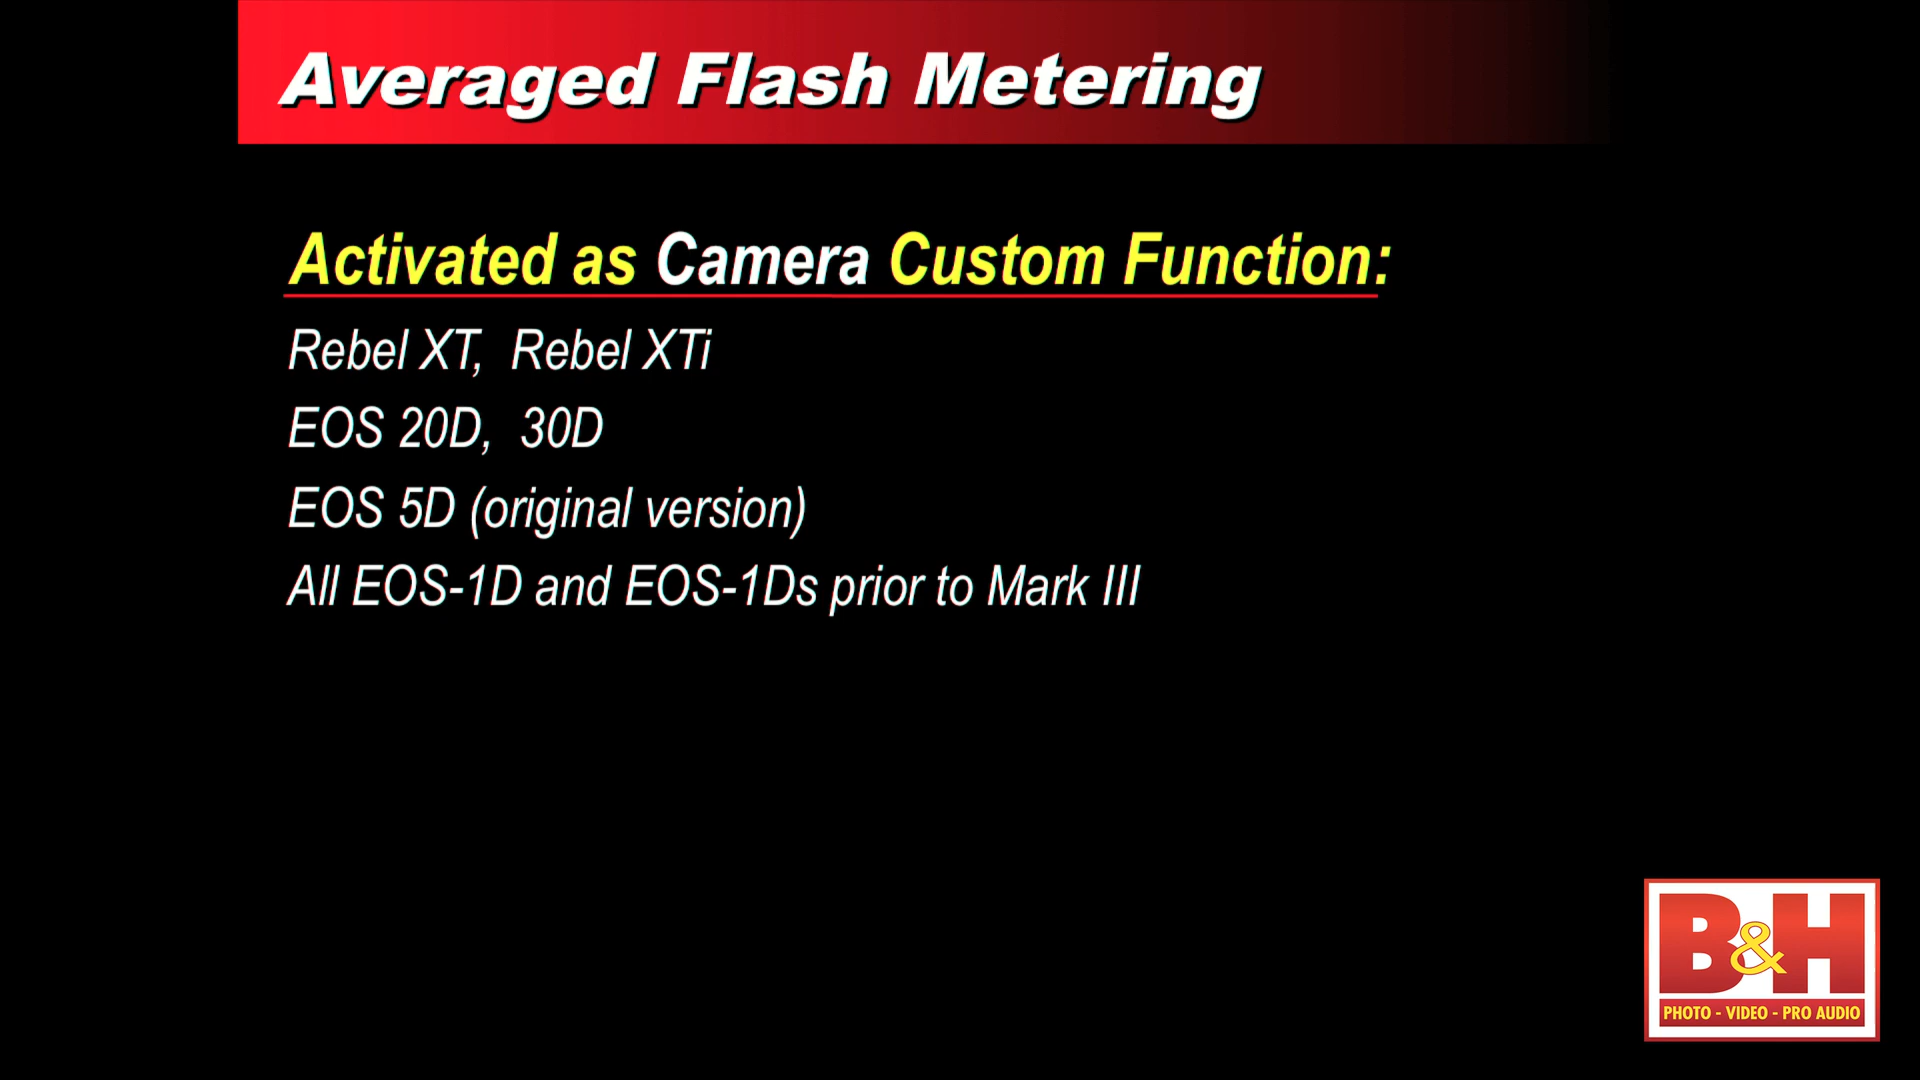 Averaged Flash Metering
Activated as Camera Custom Function:
Rebel XT, Rebel XTi
EOS 20D, 30D
EOS 5D (original version)
All EOS-1D and EOS-1Ds prior to Mark III
B&H
PHOTO - VIDEO - PRO AUDIO